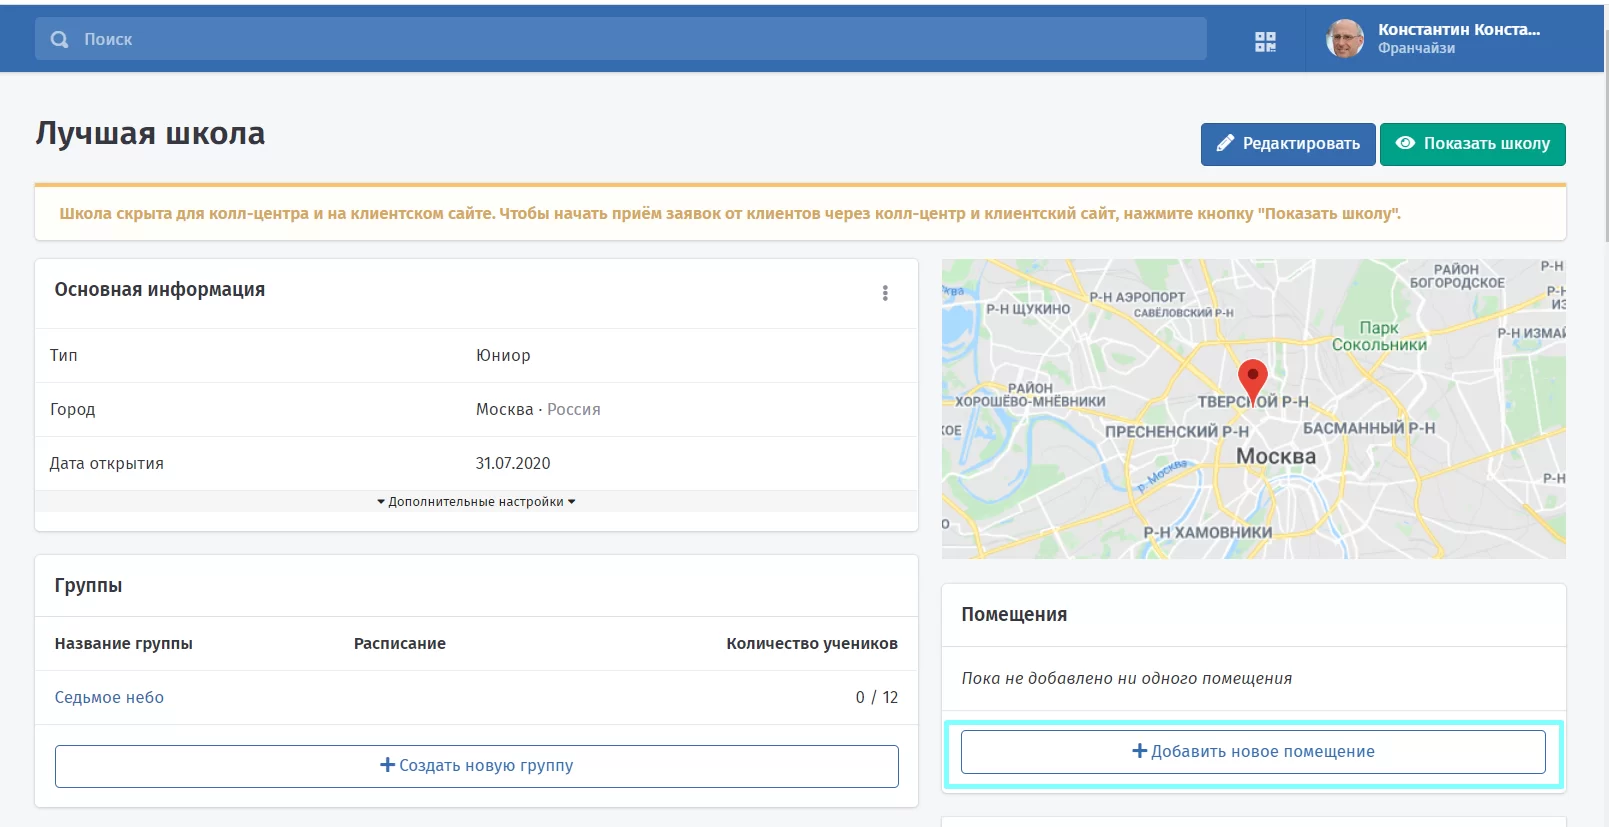 Поиск
Константин Конста...
Франчайзи
Лучшая школа
Редактировать
Показать школу
Школа скрыта для колл-центра и на клиентском сайте. Чтобы начать приём заявок от клиентов через колл-центр и клиентский сайт, нажмите кнопку "Показать школу".
Основная информация
Тип
Юниор
Город
Москва · Россия
Дата открытия
31.07.2020
Дополнительные настройки
Группы
Название группы
Расписание
Количество учеников
Седьмое небо
0 / 12
Создать новую группу
РАЙОН
БОГОРОДСКОЕ
Р-Н
Р-Н АЭРОПОРТ
САВЁЛОВСКИЙ Р-Н
Р-Н ЩУКИНО
Парк
Сокольники
Р-Н ИЗМАЙ
РАЙОН
ХОРОШЁВО-МНЁВНИКИ
ТВЕРСКОЙ Р-Н
ПРЕСНЕНСКИЙ Р-Н
БАСМАННЫЙ Р-Н
Москва
р. Москва
Р-Н
Р-Н ХАМОВНИКИ
Помещения
Пока не добавлено ни одного помещения
Добавить новое помещение